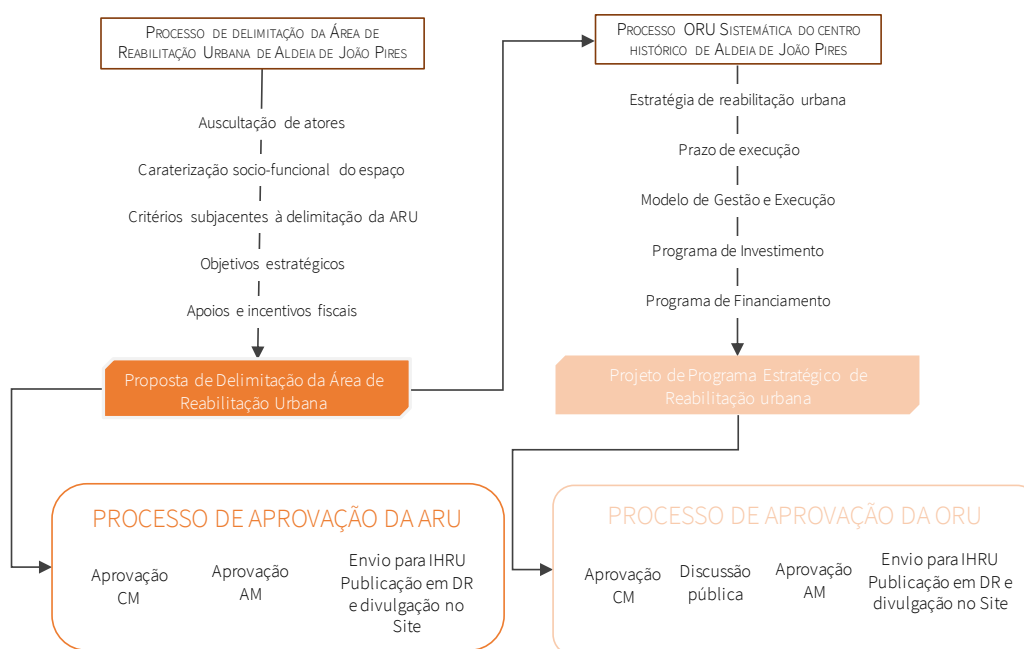 PROCESSO DE DELIMITAÇÃO DA ÁREA DE
REABILITAÇÃO URBANA DE ALDEIA DE JOÃO PIRES
Auscultação de atores
Caraterização socio-funcional do espaço
Critérios subjacentes à delimitação da ARU
Objetivos estratégicos
Apoios e incentivos fiscais
Proposta de Delimitação da Área de
Reabilitação Urbana
PROCESSO DE APROVAÇÃO DA ARU
Aprovação
CM
Aprovação
AM
Envio para IHRU
Publicação em DR
e divulgação no
Site
PROCESSO ORU SISTEMÁTICA DO CENTRO
HISTÓRICO DE ALDEIA DE JOÃO PIRES
Estratégia de reabilitação urbana
Prazo de execução
Modelo de Gestão e Execução
Programa de Investimento
Programa de Financiamento
Projeto de Programa Estratégico de
Reabilitação urbana
PROCESSO DE APROVAÇÃO DA ORU
Aprovação
CM
Discussão
pública
Aprovação
AM
Envio para IHRU
Publicação em DR e
divulgação no Site